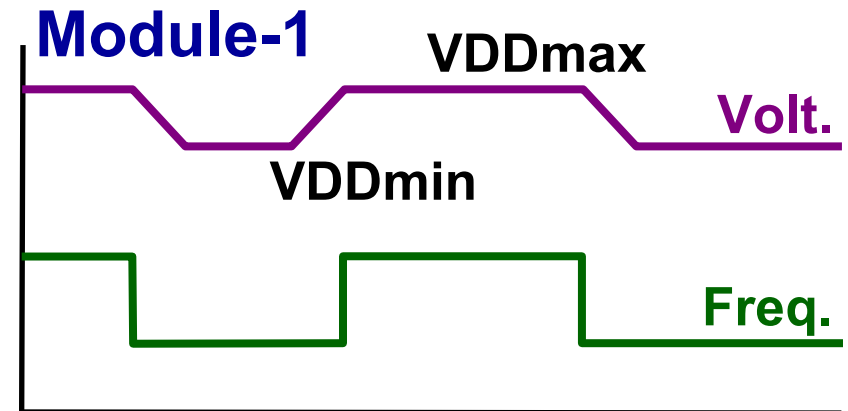 Module-1
VDDmax
Volt.
VDDmin
Freq.